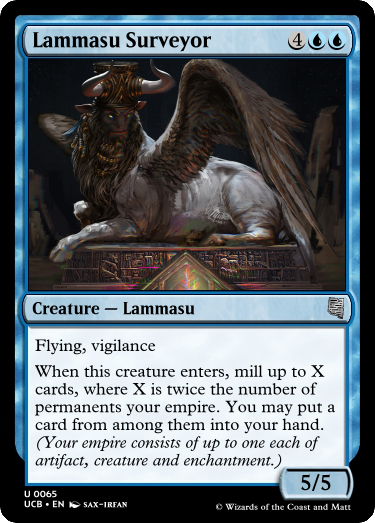 Lammasu Surveyor 4
Creature — Lammasu
Flying, vigilance
When this creature enters, mill up to X
cards, where X is twice the number of
permanents your empire. You may put a
card from among them into your hand.
(Your empire consists of up to one each of
artifact, creature and enchantment.)
5/5
U 0065
UCB • EN SAX-IRFAN
© Wizards of the Coast and Matt